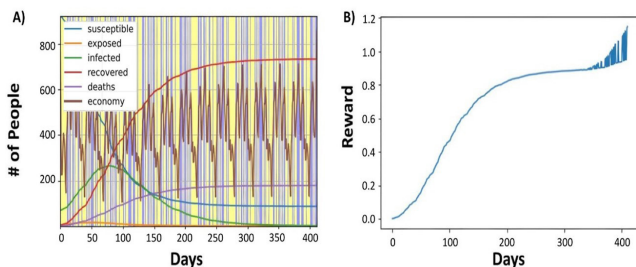 A)
800
600
400
200
# of People
susceptible
exposed
infected
recovered
deaths
economy
0 50 100 150 200 250 300 350 400
Days
B)
1.2
1.0
0.8
0.6
0.4
0.2
0.0
Reward
0 100 200 300 400
Days